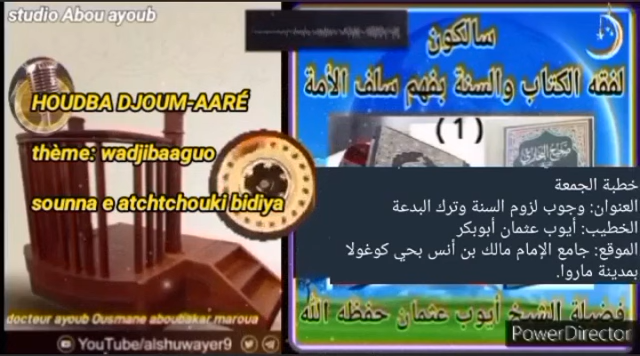 studio Abou ayoub
HOUDBA DJOUM-AARÉ
thème: wadjibaaguo
sounna e atchtchouki bidiya
docteur ayoub Ousmane aboubakar maroua
YouTube/alshuwayer9
سالكون
لفقه الكتاب والسنة بفهم سلف الأمة
(١)
خطبة الجمعة
العنوان: وجوب لزوم السنة وترك البدعة
الخطيب: أيوب عثمان أبوبكر
الموقع: جامع الإمام مالك بن أنس بحي كوغولا
بمدينة ماروا.
فضيلة الشيخ أيوب عثمان حفظه الله
PowerDirector